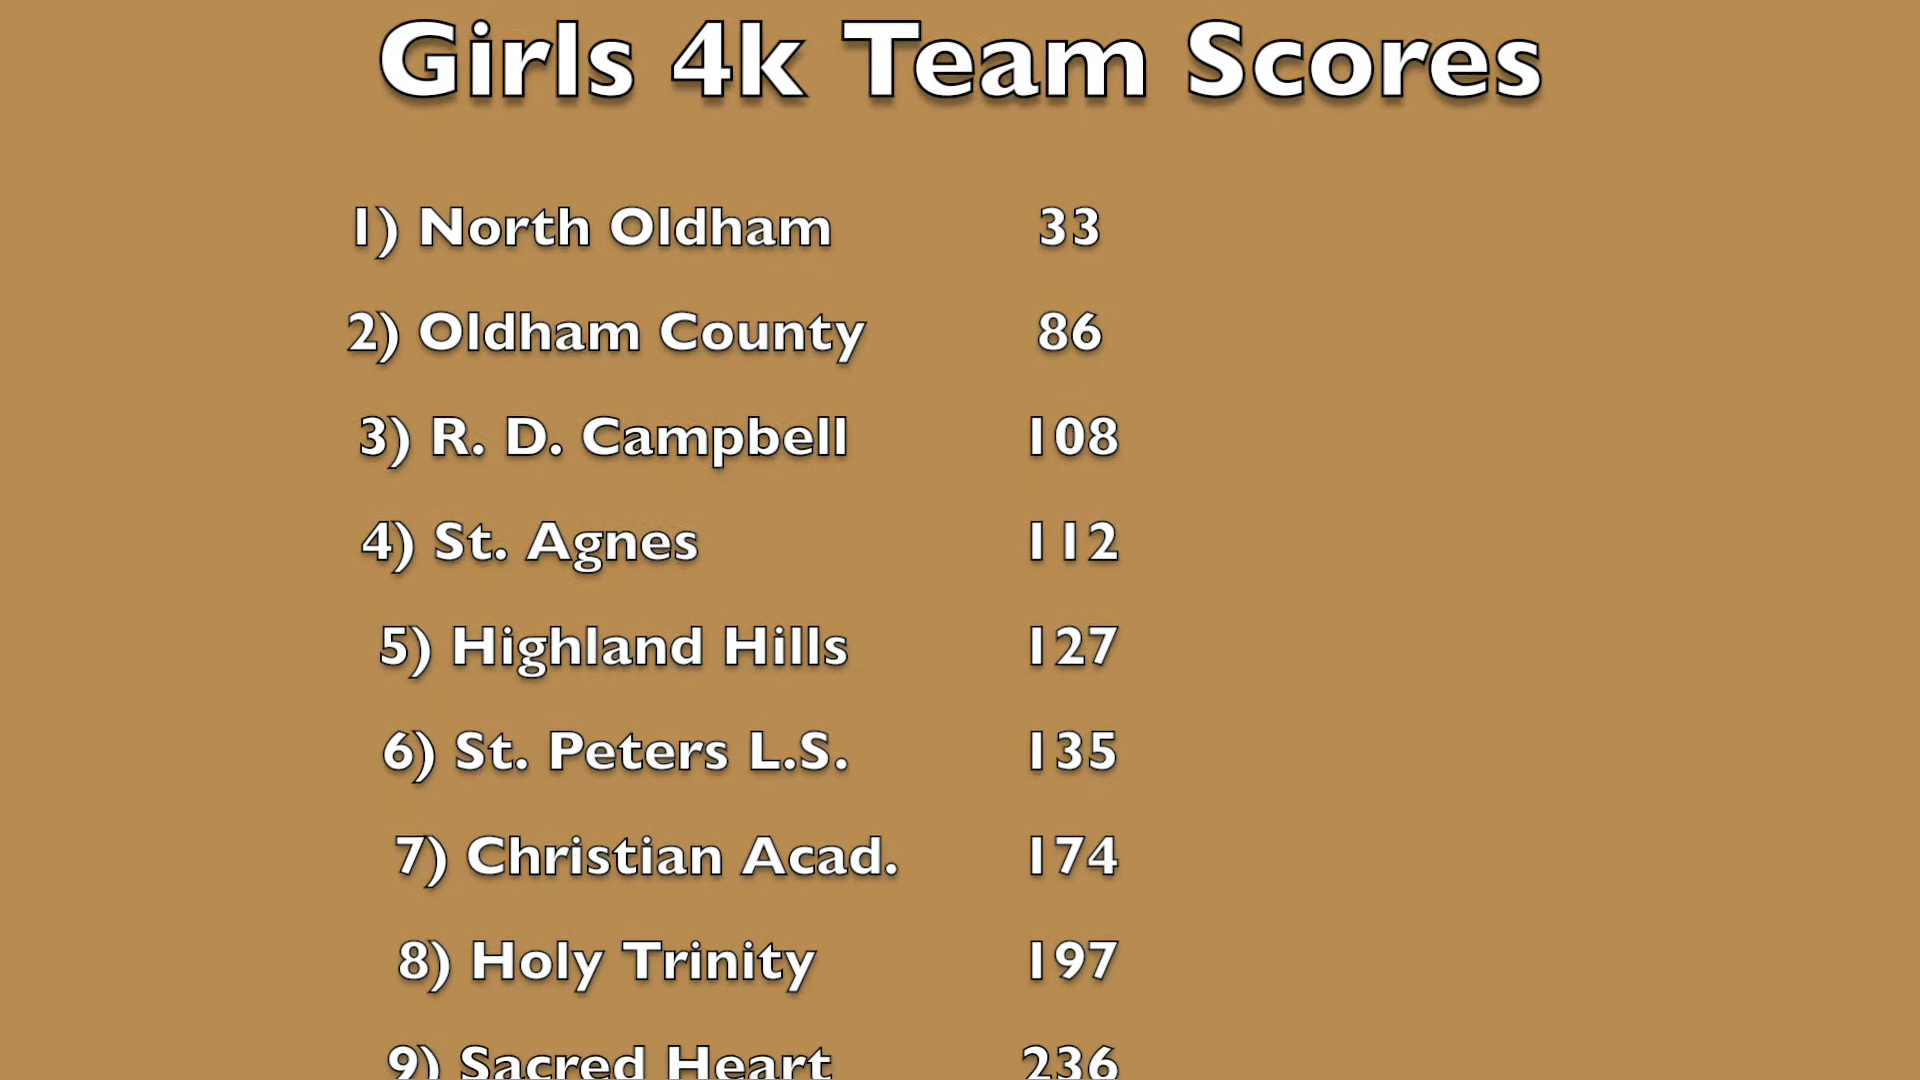 Girls 4k Team Scores
1) North Oldham 33
2) Oldham County 86
3) R. D. Campbell 108
4) St. Agnes 112
5) Highland Hills 127
6) St. Peters L.S. 135
7) Christian Acad. 174
8) Holy Trinity 197
9) Sacred Heart 236